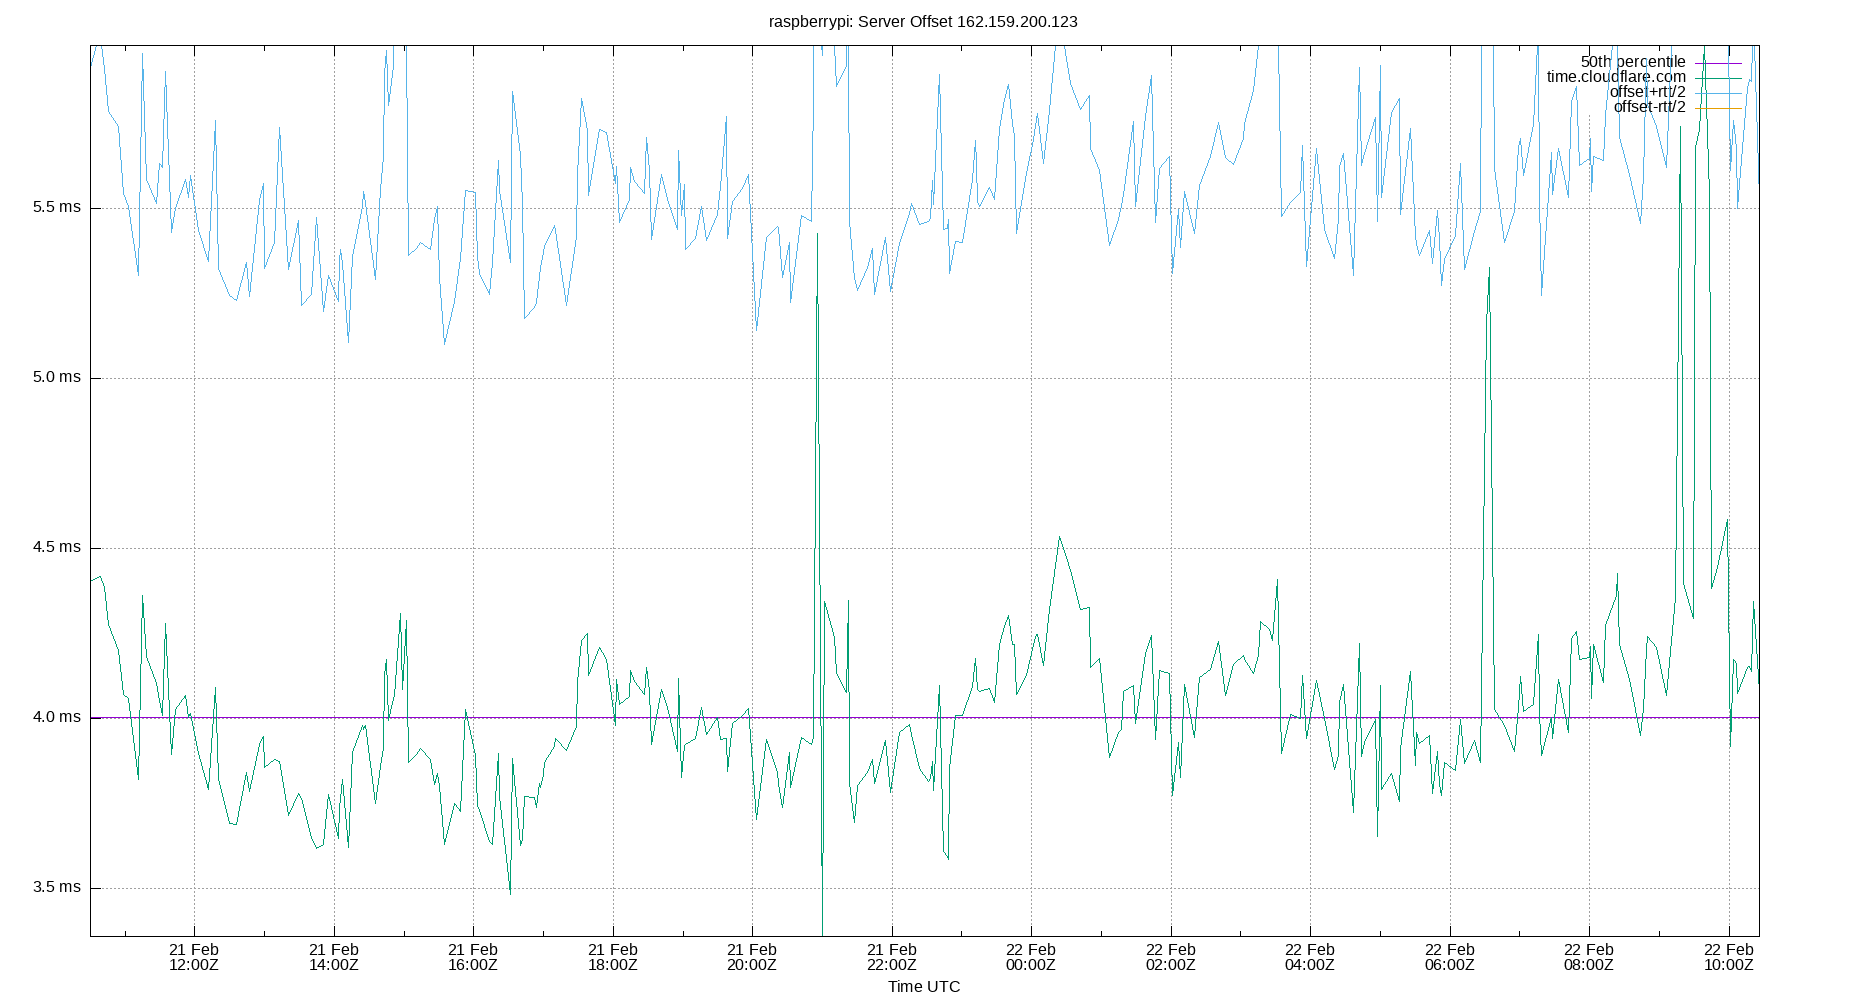 raspberrypi: Server Offset 162.159.200.123
50th percentile
time.cloudflare.com
offset+rtt/2
offset-rtt/2
5.5 ms
5.0 ms
4.5 ms
4.0 ms
3.5 ms
21 Feb 21 Feb 21 Feb 21 Feb 21 Feb 21 Feb 22 Feb 22 Feb 22 Feb 22 Feb 22 Feb 22 Feb
12:00Z 14:00Z 16:00Z 18:00Z 20:00Z 22:00Z 00:00Z 02:00Z 04:00Z 06:00Z 08:00Z 10:00Z
Time UTC